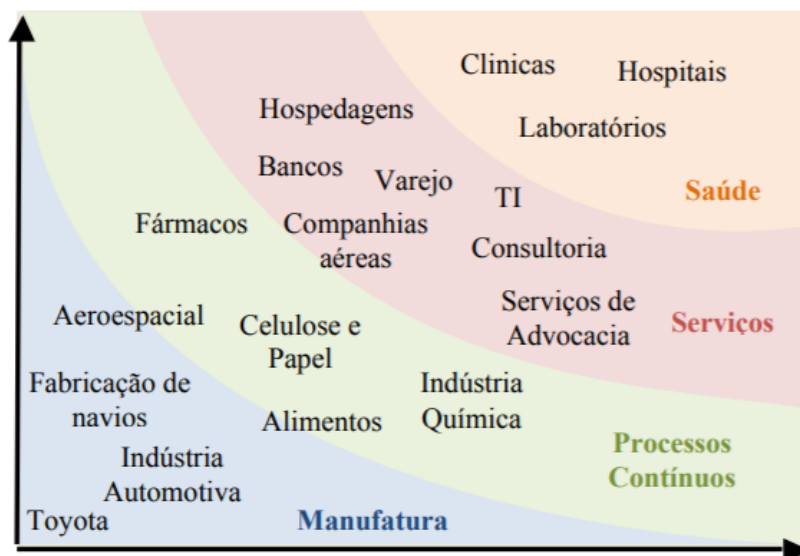 Clinicas
Hospitais
Hospedagens
Laboratórios
Bancos
Varejo
TI
Saúde
Fármacos
Companhias
aéreas
Consultoria
Aeroespacial
Celulose e
Papel
Serviços de
Advocacia
Serviços
Fabricação de
navios
Alimentos
Indústria
Química
Indústria
Automotiva
Processos
Contínuos
Toyota
Manufatura